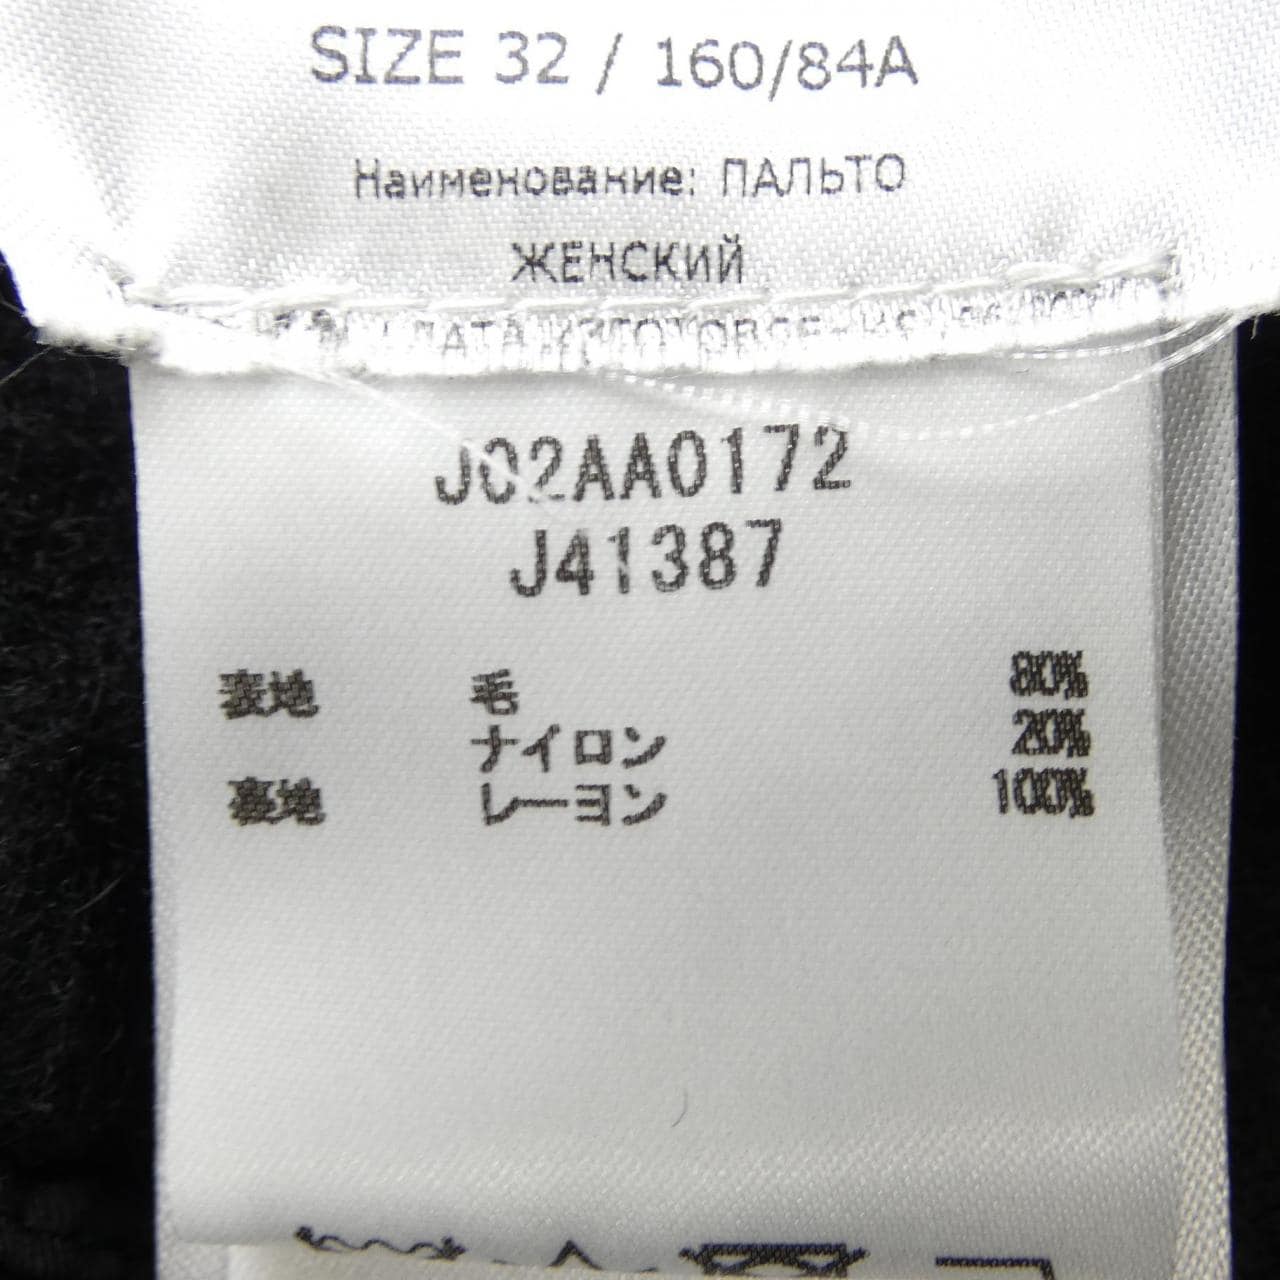 SIZE 32 / 160/84A
Наименование: ПАЛЬТО
ЖЕНСКИЙ
ДАТА
J02AA0172
J41387
表地 毛 80%
ナイロン 20%
裏地 レーヨン 100%